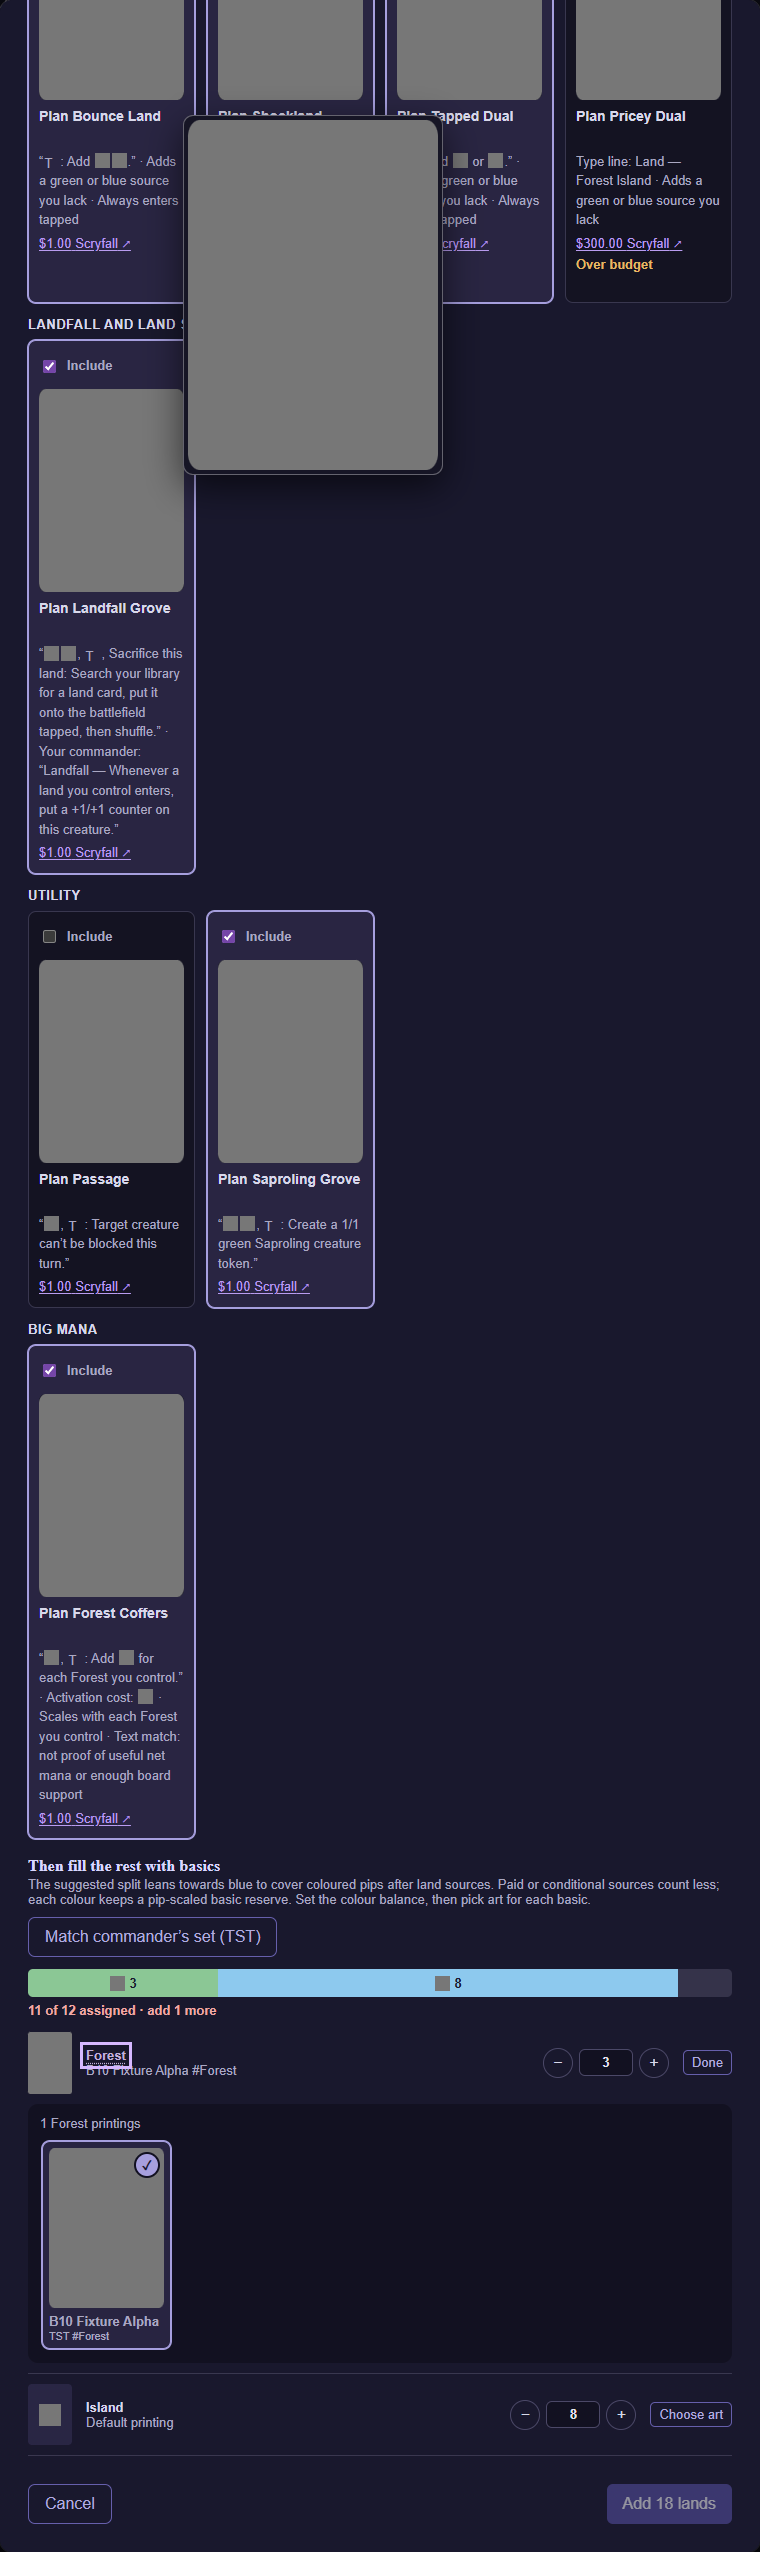 Plan Bounce Land
Plan Shockland
Plan Tapped Dual
Plan Pricey Dual
“T : Add .” · Adds
a green or blue source
you lack · Always enters
tapped
$1.00 Scryfall ↗
or .” ·
green or blue
you lack · Always
Type line: Land —
Forest Island · Adds a
green or blue source you
lack
$300.00 Scryfall ↗
Over budget
LANDFALL AND LAND
Include
Plan Landfall Grove
“, T , Sacrifice this
land: Search your library
for a land card, put it
onto the battlefield
tapped, then shuffle.” ·
Your commander:
“Landfall — Whenever a
land you control enters,
put a +1/+1 counter on
this creature.”
$1.00 Scryfall ↗
UTILITY
Include
Plan Passage
“, T : Target creature
can’t be blocked this
turn.”
$1.00 Scryfall ↗
Include
Plan Saproling Grove
“, T : Create a 1/1
green Saproling creature
token.”
$1.00 Scryfall ↗
BIG MANA
Include
Plan Forest Coffers
“, T : Add for
each Forest you control.”
· Activation cost: ·
Scales with each Forest
you control · Text match:
not proof of useful net
mana or enough board
support
$1.00 Scryfall ↗
Then fill the rest with basics
The suggested split leans towards blue to cover coloured pips after land sources. Paid or conditional sources count less;
each colour keeps a pip-scaled basic reserve. Set the colour balance, then pick art for each basic.
Match commander’s set (TST)
3
8
11 of 12 assigned · add 1 more
Forest
B10 Fixture Alpha #Forest
− 3 + Done
1 Forest printings
✓
B10 Fixture Alpha
TST #Forest
Island
Default printing
− 8 + Choose art
Cancel
Add 18 lands